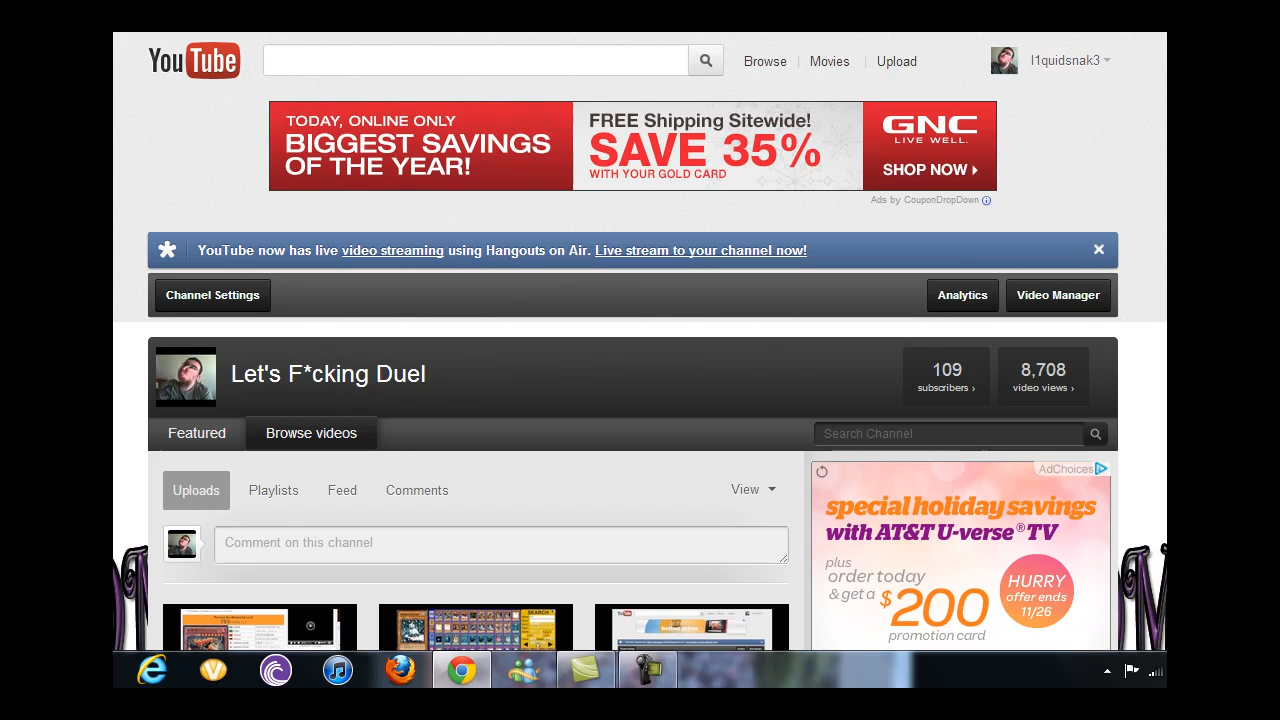 YouTube
Browse
Movies
Upload
l1quidsnak3
TODAY, ONLINE ONLY
BIGGEST SAVINGS
OF THE YEAR!
FREE Shipping Sitewide!
SAVE 35%
WITH YOUR GOLD CARD
GNC
LIVE WELL.
SHOP NOW
Ads by CouponDropDown
YouTube now has live video streaming using Hangouts on Air. Live stream to your channel now!
Channel Settings
Analytics
Video Manager
Let's F*cking Duel
109
subscribers ›
8,708
video views ›
Featured
Browse videos
Search Channel
Uploads
Playlists
Feed
Comments
View
Comment on this channel
AdChoices
special holiday savings
with AT&T U-verse® TV
plus
order today
& get a $200
promotion card
HURRY
offer ends
11/26